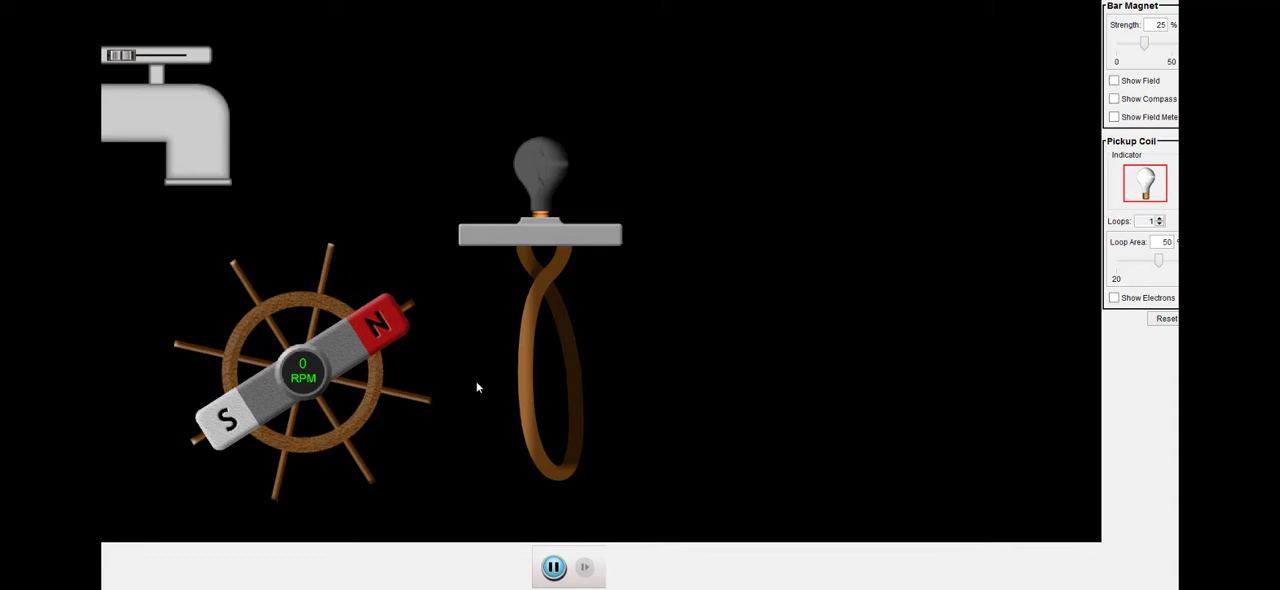 Bar Magnet
Strength: 25 %
0 50
Show Field
Show Compass
Show Field Mete
Pickup Coil
Indicator
Loops: 1
Loop Area: 50
20
Show Electrons
Reset
N
0
RPM
S